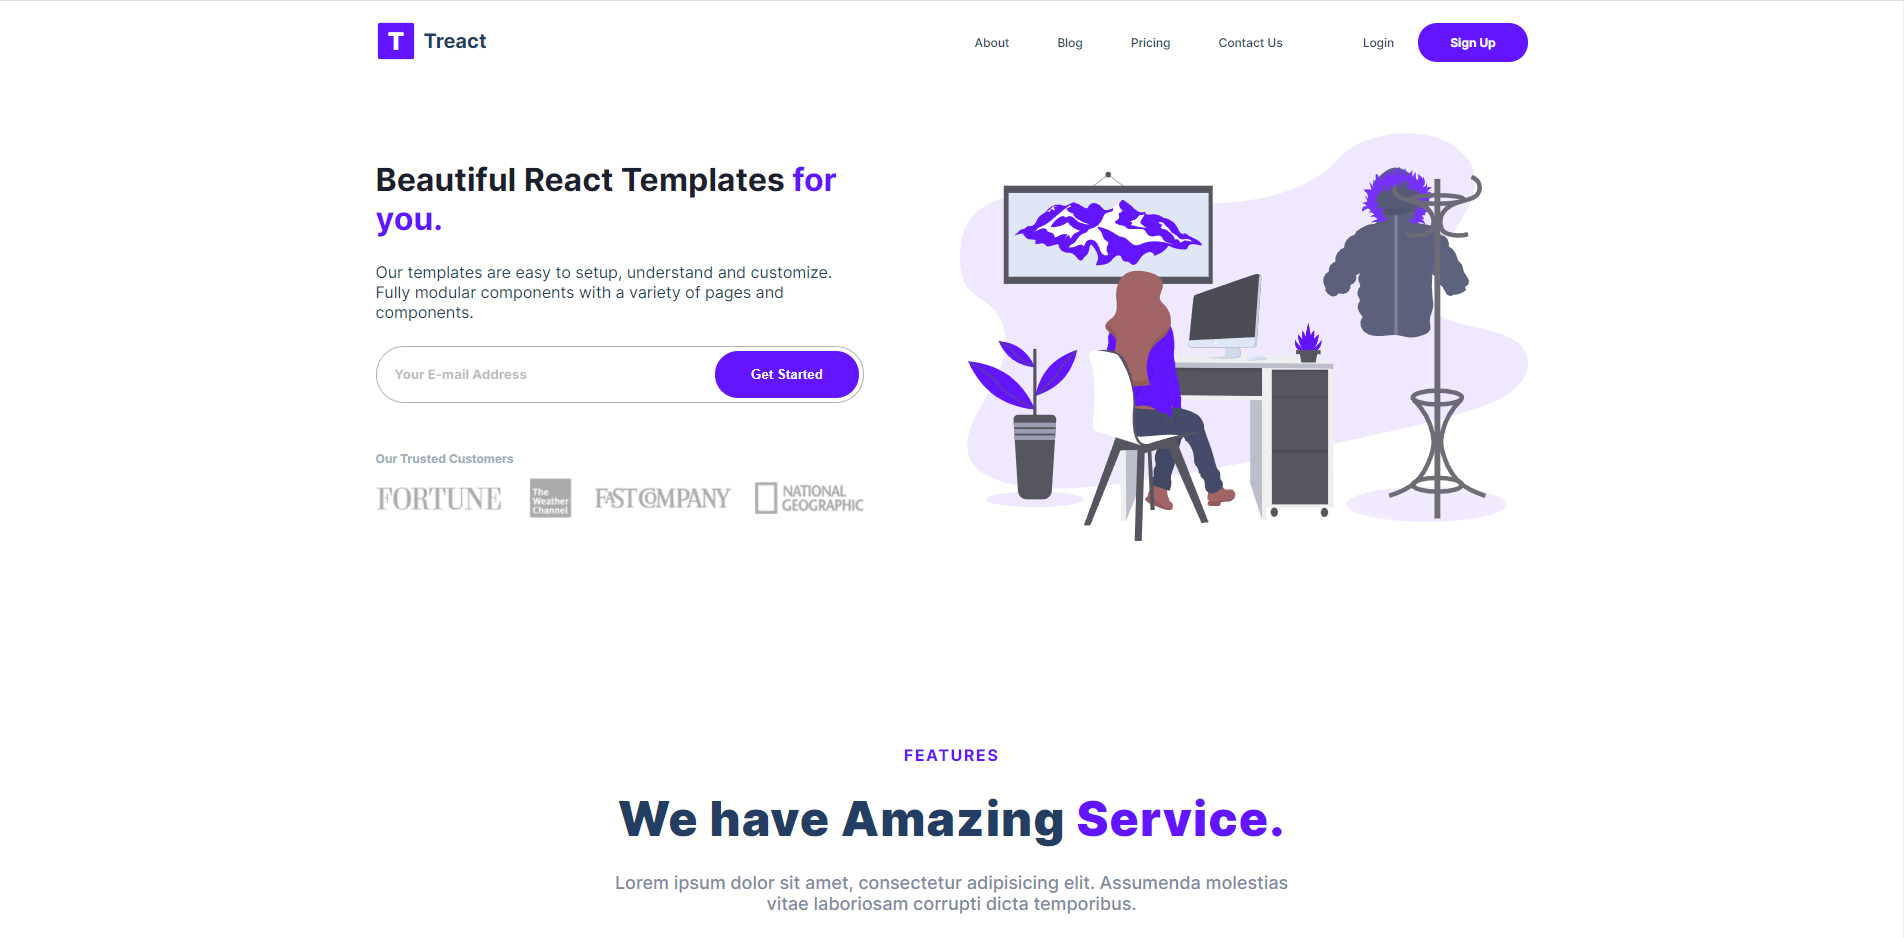 T Treact
About Blog Pricing Contact Us Login Sign Up
Beautiful React Templates for
you.
Our templates are easy to setup, understand and customize.
Fully modular components with a variety of pages and
components.
Your E-mail Address Get Started
Our Trusted Customers
FORTUNE
The
Weather
Channel
FAST COMPANY
NATIONAL
GEOGRAPHIC
FEATURES
We have Amazing Service.
Lorem ipsum dolor sit amet, consectetur adipisicing elit. Assumenda molestias
vitae laboriosam corrupti dicta temporibus.